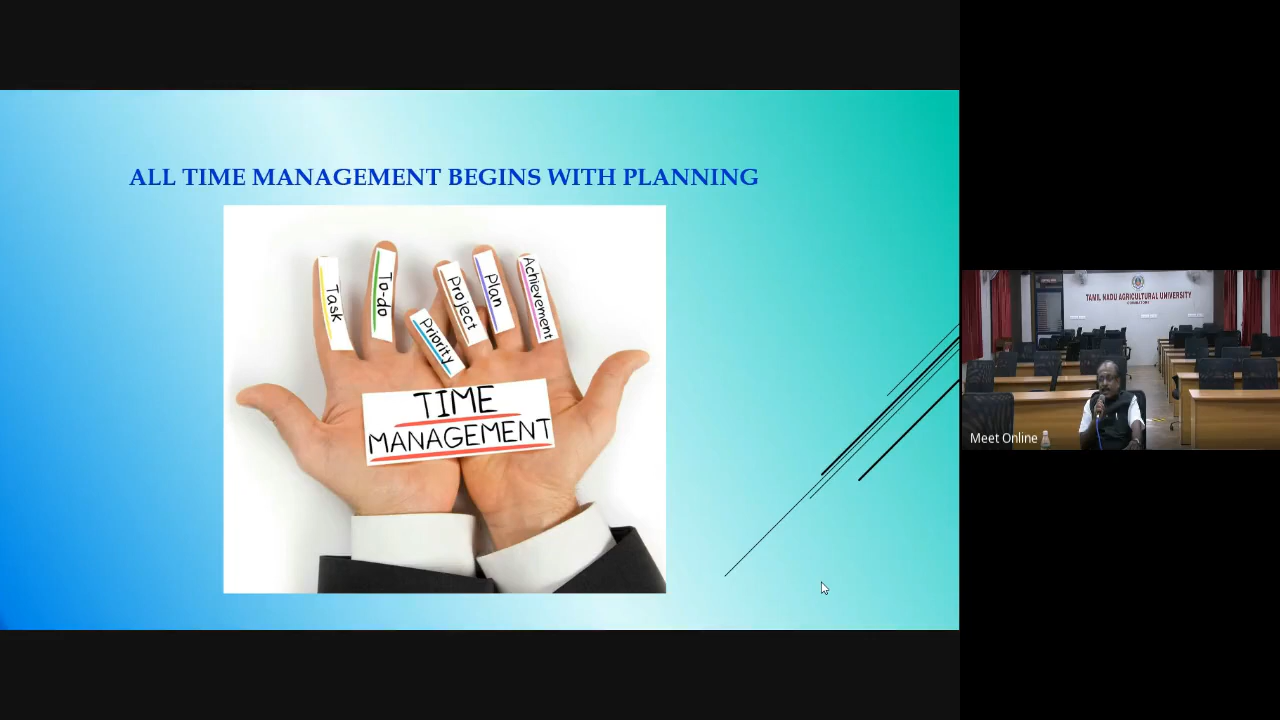 ALL TIME MANAGEMENT BEGINS WITH PLANNING
Task
To-do
Priority
Project
Plan
Achievement
TIME
MANAGEMENT
TAMIL NADU AGRICULTURAL UNIVERSITY
Meet Online